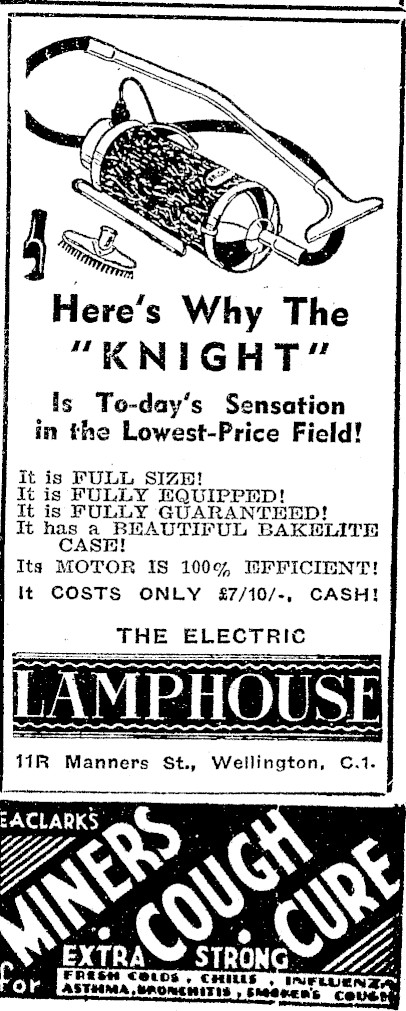 Here's Why The
"KNIGHT"
Is To-day's Sensation
in the Lowest-Price Field!
It is FULL SIZE!
It is FULLY EQUIPPED!
It is FULLY GUARANTEED!
It has a BEAUTIFUL BAKELITE
CASE!
Its MOTOR IS 100% EFFICIENT!
It COSTS ONLY £7/10/-, CASH!
THE ELECTRIC
LAMPHOUSE
11R Manners St., Wellington, C.1.
EACLARK'S
MINERS
COUGH
CURE
EXTRA STRONG
for FRESH COLDS, CHILLS, INFLUENZA
ASTHMA, BRONCHITIS, SMOKER'S COUGH